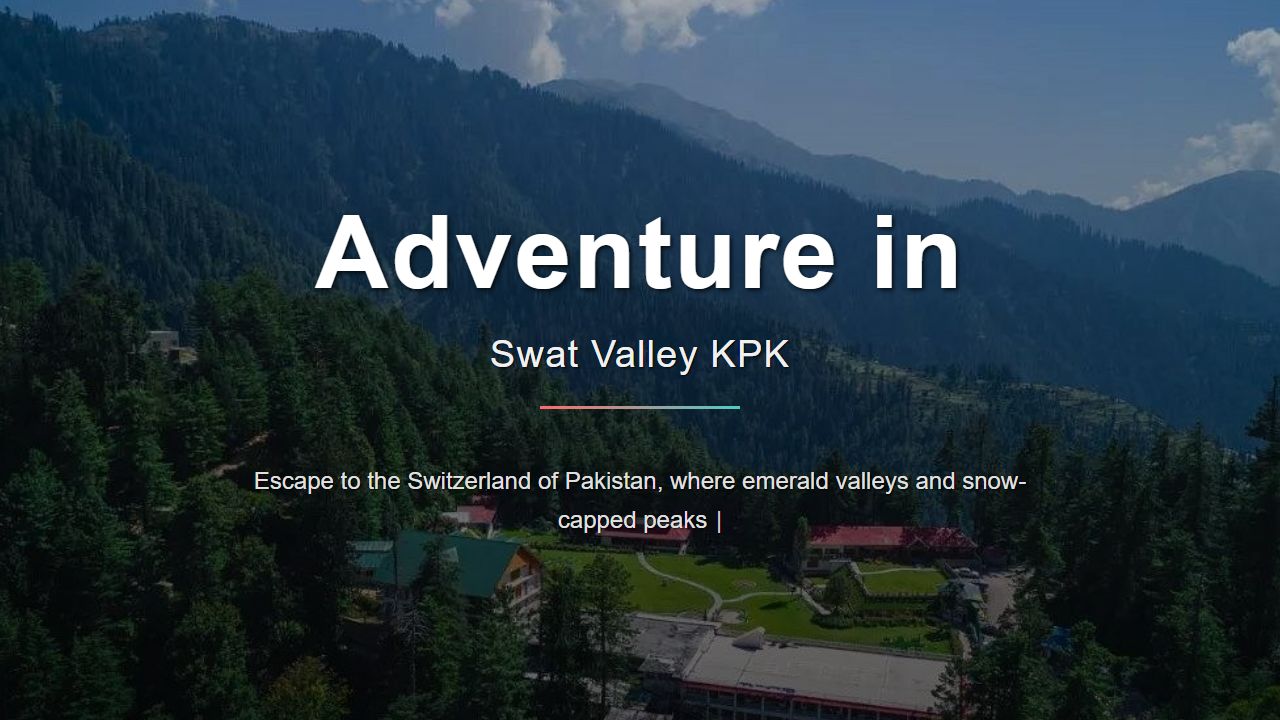 Adventure in
Swat Valley KPK
Escape to the Switzerland of Pakistan, where emerald valleys and snow-
capped peaks |